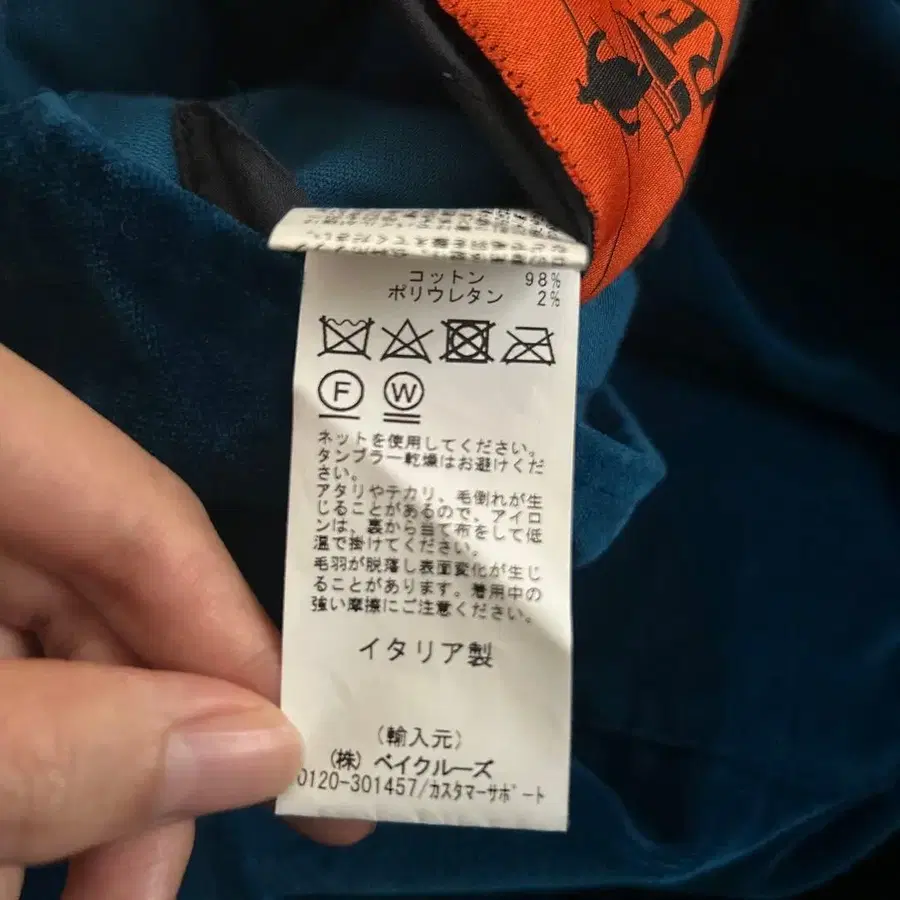 コットン 98%
ポリウレタン 2%
F W
ネットを使用してください。
タンブラー乾燥はお避けくだ
さい。
アタリやテカリ、毛倒れが生
じることがあるので、アイロ
ンは、裏から当て布をして低
温で掛けてください。
毛羽が脱落し表面変化が生じ
ることがあります。着用中の
強い摩擦にご注意ください。
イタリア製
(輸入元)
(株) ベイクルーズ
0120-301457/カスタマーサポート